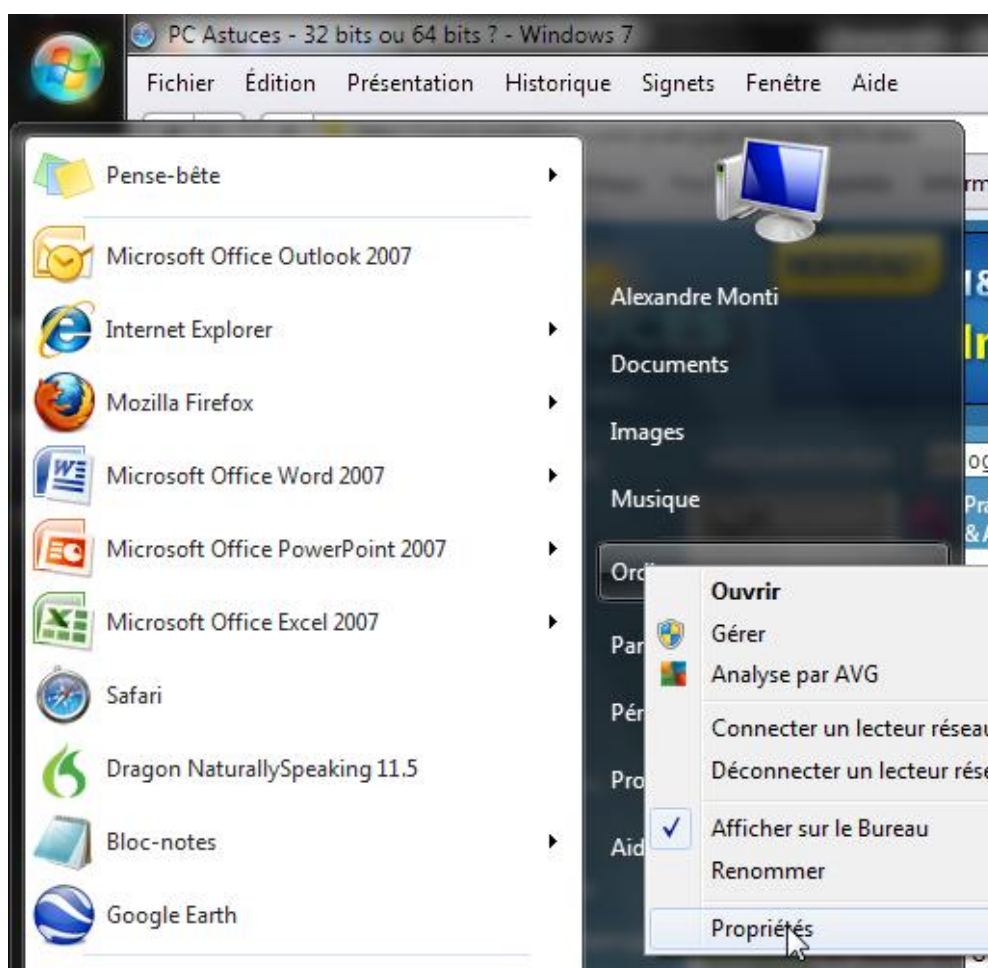 PC Astuces - 32 bits ou 64 bits ? - Windows 7
Fichier Édition Présentation Historique Signets Fenêtre Aide
Pense-bête
Microsoft Office Outlook 2007
Internet Explorer
Mozilla Firefox
Microsoft Office Word 2007
Microsoft Office PowerPoint 2007
Microsoft Office Excel 2007
Safari
Dragon NaturallySpeaking 11.5
Bloc-notes
Google Earth
Alexandre Monti
Documents
Images
Musique
Ord
Par
Pér
Pro
Aid
Ouvrir
Gérer
Analyse par AVG
Connecter un lecteur réseau
Déconnecter un lecteur rés
Afficher sur le Bureau
Renommer
Propriétés